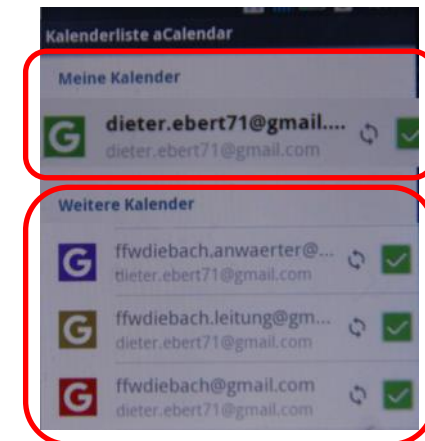 Kalenderliste aCalendar
Meine Kalender
G
dieter.ebert71@gmail....
dieter.ebert71@gmail.com
Weitere Kalender
G
ffwdiebach.anwaerter@...
dieter.ebert71@gmail.com
G
ffwdiebach.leitung@gm...
dieter.ebert71@gmail.com
G
ffwdiebach@gmail.com
dieter.ebert71@gmail.com